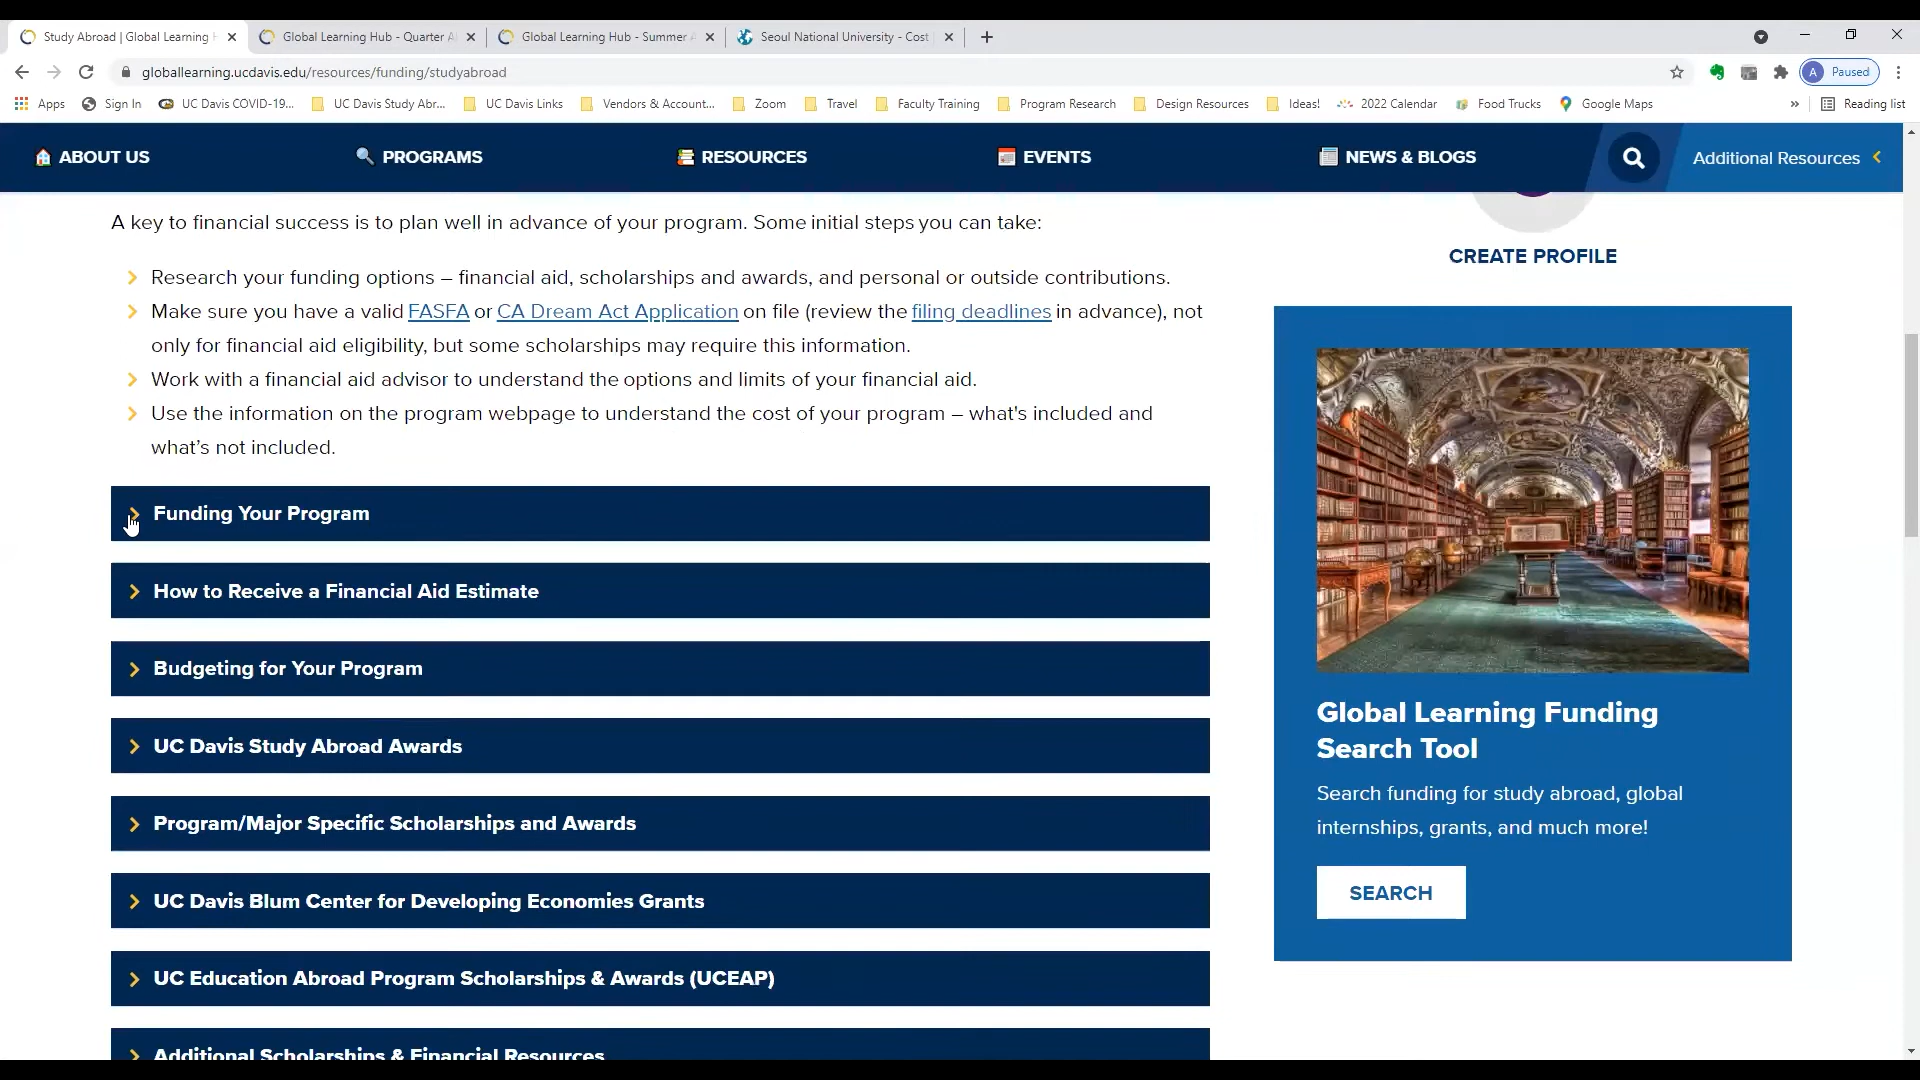 Study Abroad | Global Learning
Global Learning Hub - Quarter A
Global Learning Hub - Summer
Seoul National University - Cost
globallearning.ucdavis.edu/resources/funding/studyabroad
A Paused
Apps Sign In UC Davis COVID-19... UC Davis Study Abr... UC Davis Links Vendors & Account... Zoom Travel Faculty Training Program Research Design Resources Ideas! 2022 Calendar Food Trucks Google Maps » Reading list
ABOUT US PROGRAMS RESOURCES EVENTS NEWS & BLOGS Additional Resources
A key to financial success is to plan well in advance of your program. Some initial steps you can take:
Research your funding options – financial aid, scholarships and awards, and personal or outside contributions.
Make sure you have a valid FASFA or CA Dream Act Application on file (review the filing deadlines in advance), not
only for financial aid eligibility, but some scholarships may require this information.
Work with a financial aid advisor to understand the options and limits of your financial aid.
Use the information on the program webpage to understand the cost of your program – what's included and
what’s not included.
Funding Your Program
How to Receive a Financial Aid Estimate
Budgeting for Your Program
UC Davis Study Abroad Awards
Program/Major Specific Scholarships and Awards
UC Davis Blum Center for Developing Economies Grants
UC Education Abroad Program Scholarships & Awards (UCEAP)
Additional Scholarships & Financial Resources
CREATE PROFILE
Global Learning Funding
Search Tool
Search funding for study abroad, global
internships, grants, and much more!
SEARCH